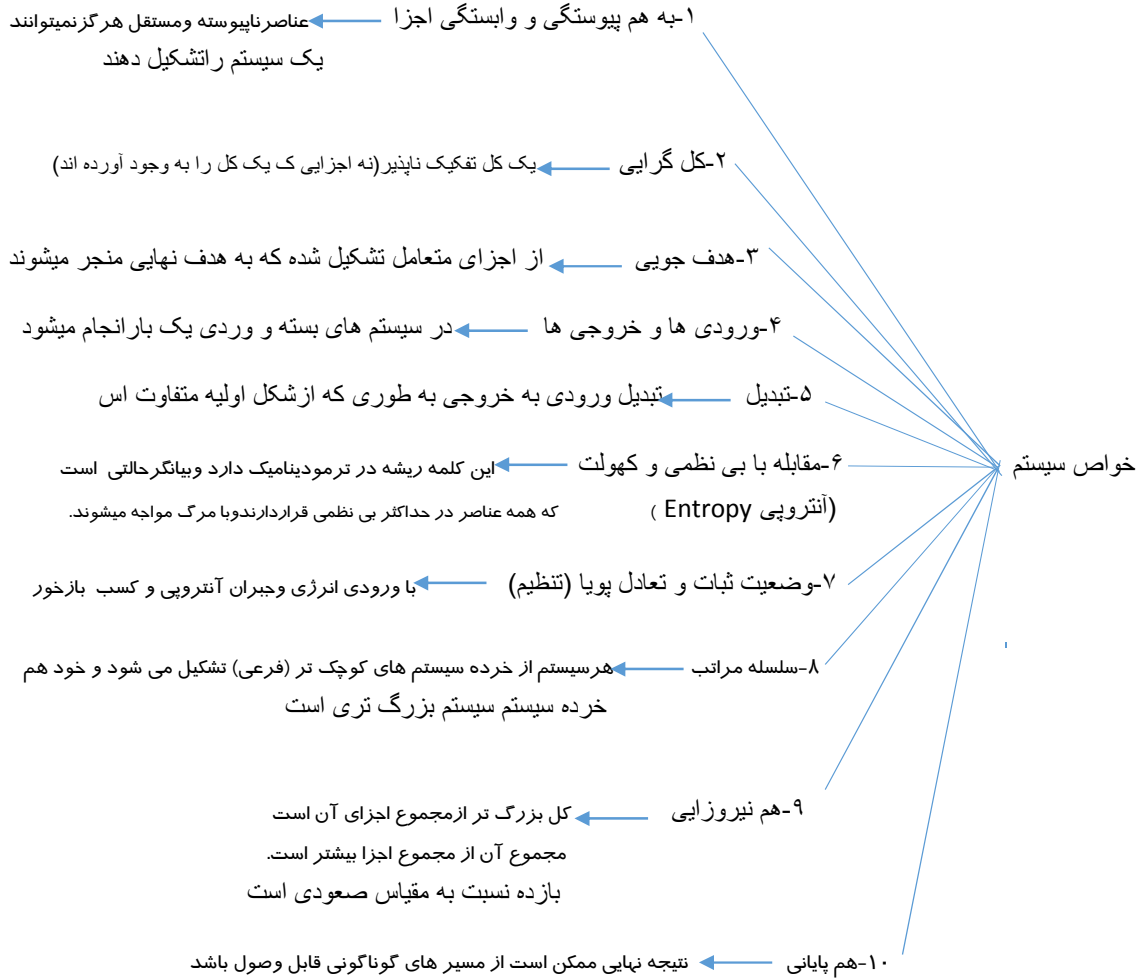 خواص سیستم
۱-به هم پیوستگی و وابستگی اجزا عناصرناپیوسته ومستقل هرگزنمیتوانند
یک سیستم راتشکیل دهند
۲-کل گرایی یک کل تفکیک ناپذیر(نه اجزایی ک یک کل را به وجود آورده اند)
۳-هدف جویی از اجزای متعامل تشکیل شده که به هدف نهایی منجر میشوند
۴-ورودی ها و خروجی ها در سیستم های بسته و وردی یک بارانجام میشود
۵-تبدیل تبدیل ورودی به خروجی به طوری که ازشکل اولیه متفاوت اس
۶-مقابله با بی نظمی و کهولت این کلمه ریشه در ترمودینامیک دارد وبیانگرحالتی است
(آنتروپی Entropy ) که همه عناصر در حداکثر بی نظمی قراردارندوبا مرگ مواجه میشوند.
۷-وضعیت ثبات و تعادل پویا (تنظیم) با ورودی انرژی وجبران آنتروپی و کسب بازخور
۸-سلسله مراتب هرسیستم از خرده سیستم های کوچک تر (فرعی) تشکیل می شود و خود هم
خرده سیستم سیستم بزرگ تری است
۹-هم نیروزایی کل بزرگ تر ازمجموع اجزای آن است
مجموع آن از مجموع اجزا بیشتر است.
بازده نسبت به مقیاس صعودی است
۱۰-هم پایانی نتیجه نهایی ممکن است از مسیر های گوناگونی قابل وصول باشد